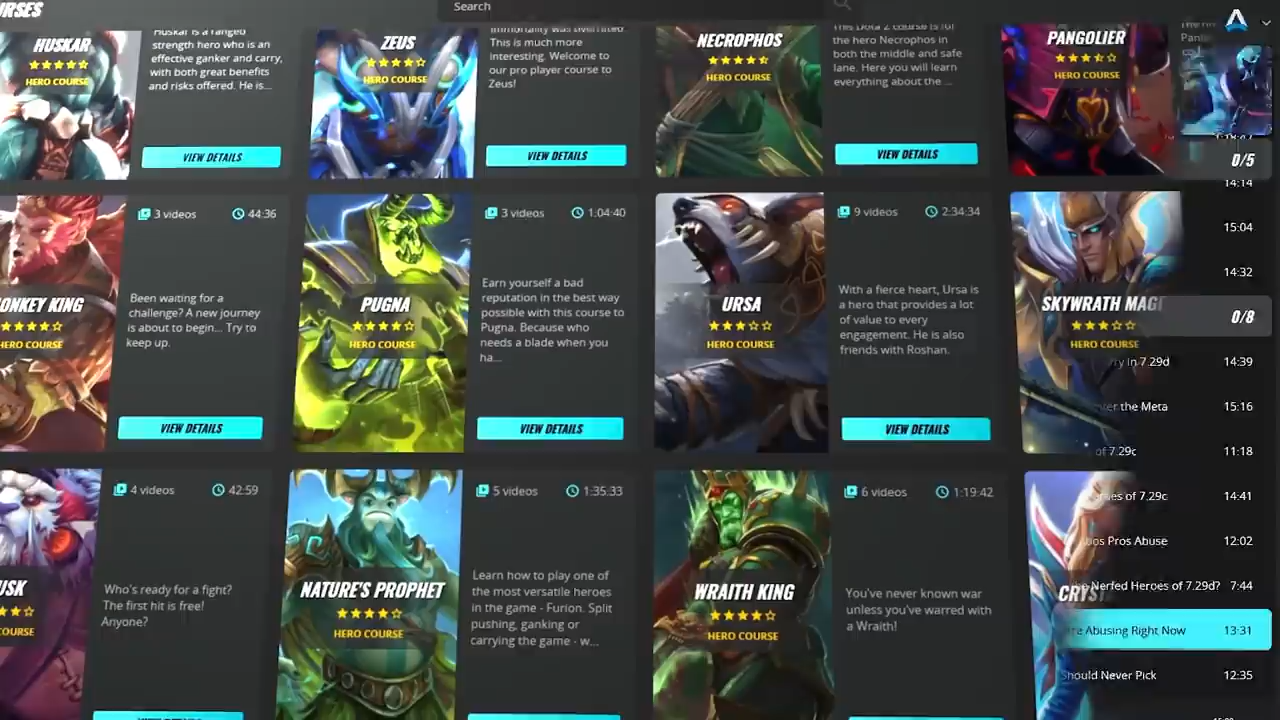 Search
HUSKAR
HERO COURSE
strength hero who is an
effective ganker and carry,
with both great benefits
and risks offered. He is...
VIEW DETAILS
ZEUS
HERO COURSE
This is much more
interesting. Welcome to
our pro player course to
Zeus!
VIEW DETAILS
NECROPHOS
HERO COURSE
This Dota 2 course is for
the hero Necrophos in
both the middle and safe
lane. Here you will learn
everything about the ...
VIEW DETAILS
PANGOLIER
HERO COURSE
0/5
14:14
15:04
14:32
0/8
14:39
15:16
11:18
14:41
12:02
7:44
13:31
12:35
HERO COURSE
3 videos
44:36
Been waiting for a
challenge? A new journey
is about to begin... Try to
keep up.
VIEW DETAILS
PUGNA
HERO COURSE
3 videos
1:04:40
Earn yourself a bad
reputation in the best way
possible with this course to
Pugna. Because who
needs a blade when you
ha...
VIEW DETAILS
URSA
HERO COURSE
9 videos
2:34:34
With a fierce heart, Ursa is
a hero that provides a lot
of value to every
engagement. He is also
friends with Roshan.
VIEW DETAILS
SKYWRATH MAG
HERO COURSE
in 7.29d
the Meta
of 7.29c
of 7.29c
Pros Abuse
Nerfed Heroes of 7.29d?
Abusing Right Now
Should Never Pick
4 videos
42:59
Who's ready for a fight?
The first hit is free!
Anyone?
NATURE'S PROPHET
HERO COURSE
5 videos
1:35:33
Learn how to play one of
the most versatile heroes
in the game - Furion. Split
pushing, ganking or
carrying the game - w...
WRAITH KING
HERO COURSE
6 videos
1:19:42
You've never known war
unless you've warred with
a Wraith!